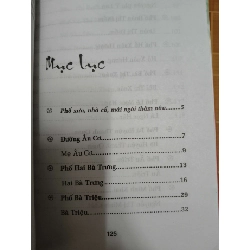 Mục lục
Phố xưa, nhà cũ, mái ngói thâm nâu......5
Đường Âu Cơ......7
Mẹ Âu Cơ......9
Phố Hai Bà Trưng......13
Hai Bà Trưng......16
Phố Bà Triệu......29
Bà Triệu......32
125